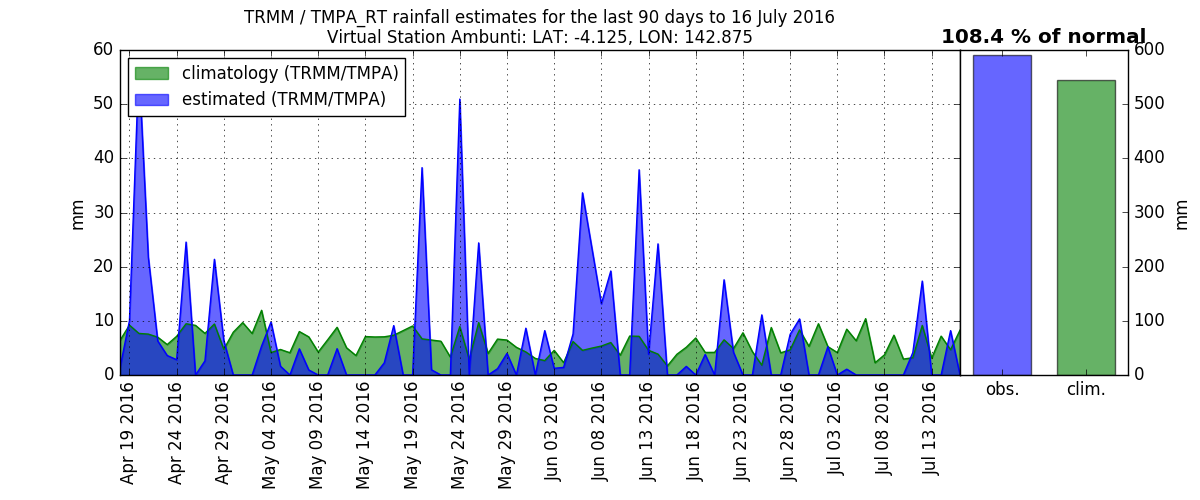 TRMM / TMPA_RT rainfall estimates for the last 90 days to 16 July 2016
Virtual Station Ambunti: LAT: -4.125, LON: 142.875
108.4 % of normal
climatology (TRMM/TMPA)
estimated (TRMM/TMPA)
60
50
40
30
20
10
0
mm
600
500
400
300
200
100
0
mm
obs.
clim.
Apr 19 2016
Apr 24 2016
Apr 29 2016
May 04 2016
May 09 2016
May 14 2016
May 19 2016
May 24 2016
May 29 2016
Jun 03 2016
Jun 08 2016
Jun 13 2016
Jun 18 2016
Jun 23 2016
Jun 28 2016
Jul 03 2016
Jul 08 2016
Jul 13 2016